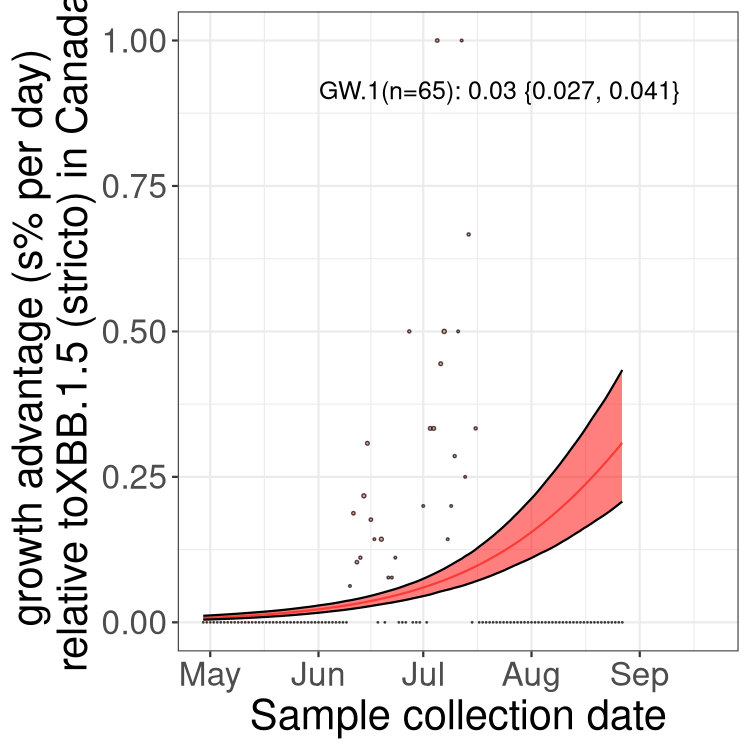 growth advantage (s% per day)
relative toXBB.1.5 (stricto) in Canada
1.00
0.75
0.50
0.25
0.00
GW.1(n=65): 0.03 {0.027, 0.041}
May Jun Jul Aug Sep
Sample collection date